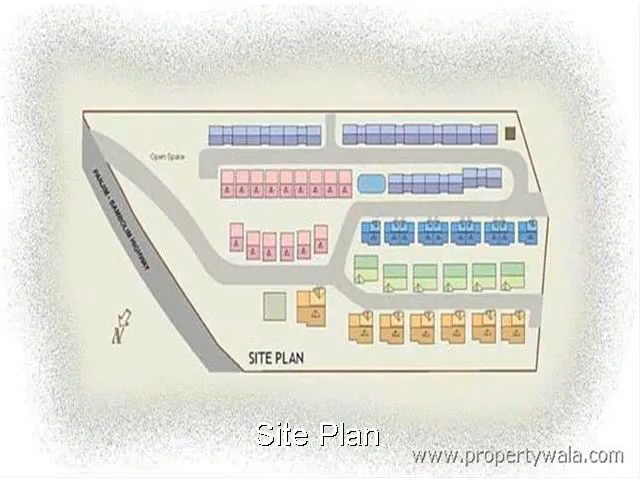 Open Space
PANJIM - BAMBOLIM HIGHWAY
N
SITE PLAN
Site Plan
www.propertywala.com